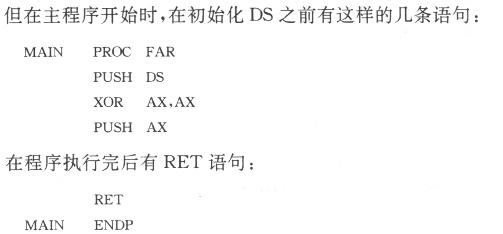 但在主程序开始时,在初始化 DS 之前有这样的几条语句:
MAIN PROC FAR
PUSH DS
XOR AX,AX
PUSH AX
在程序执行完后有 RET 语句:
RET
MAIN ENDP